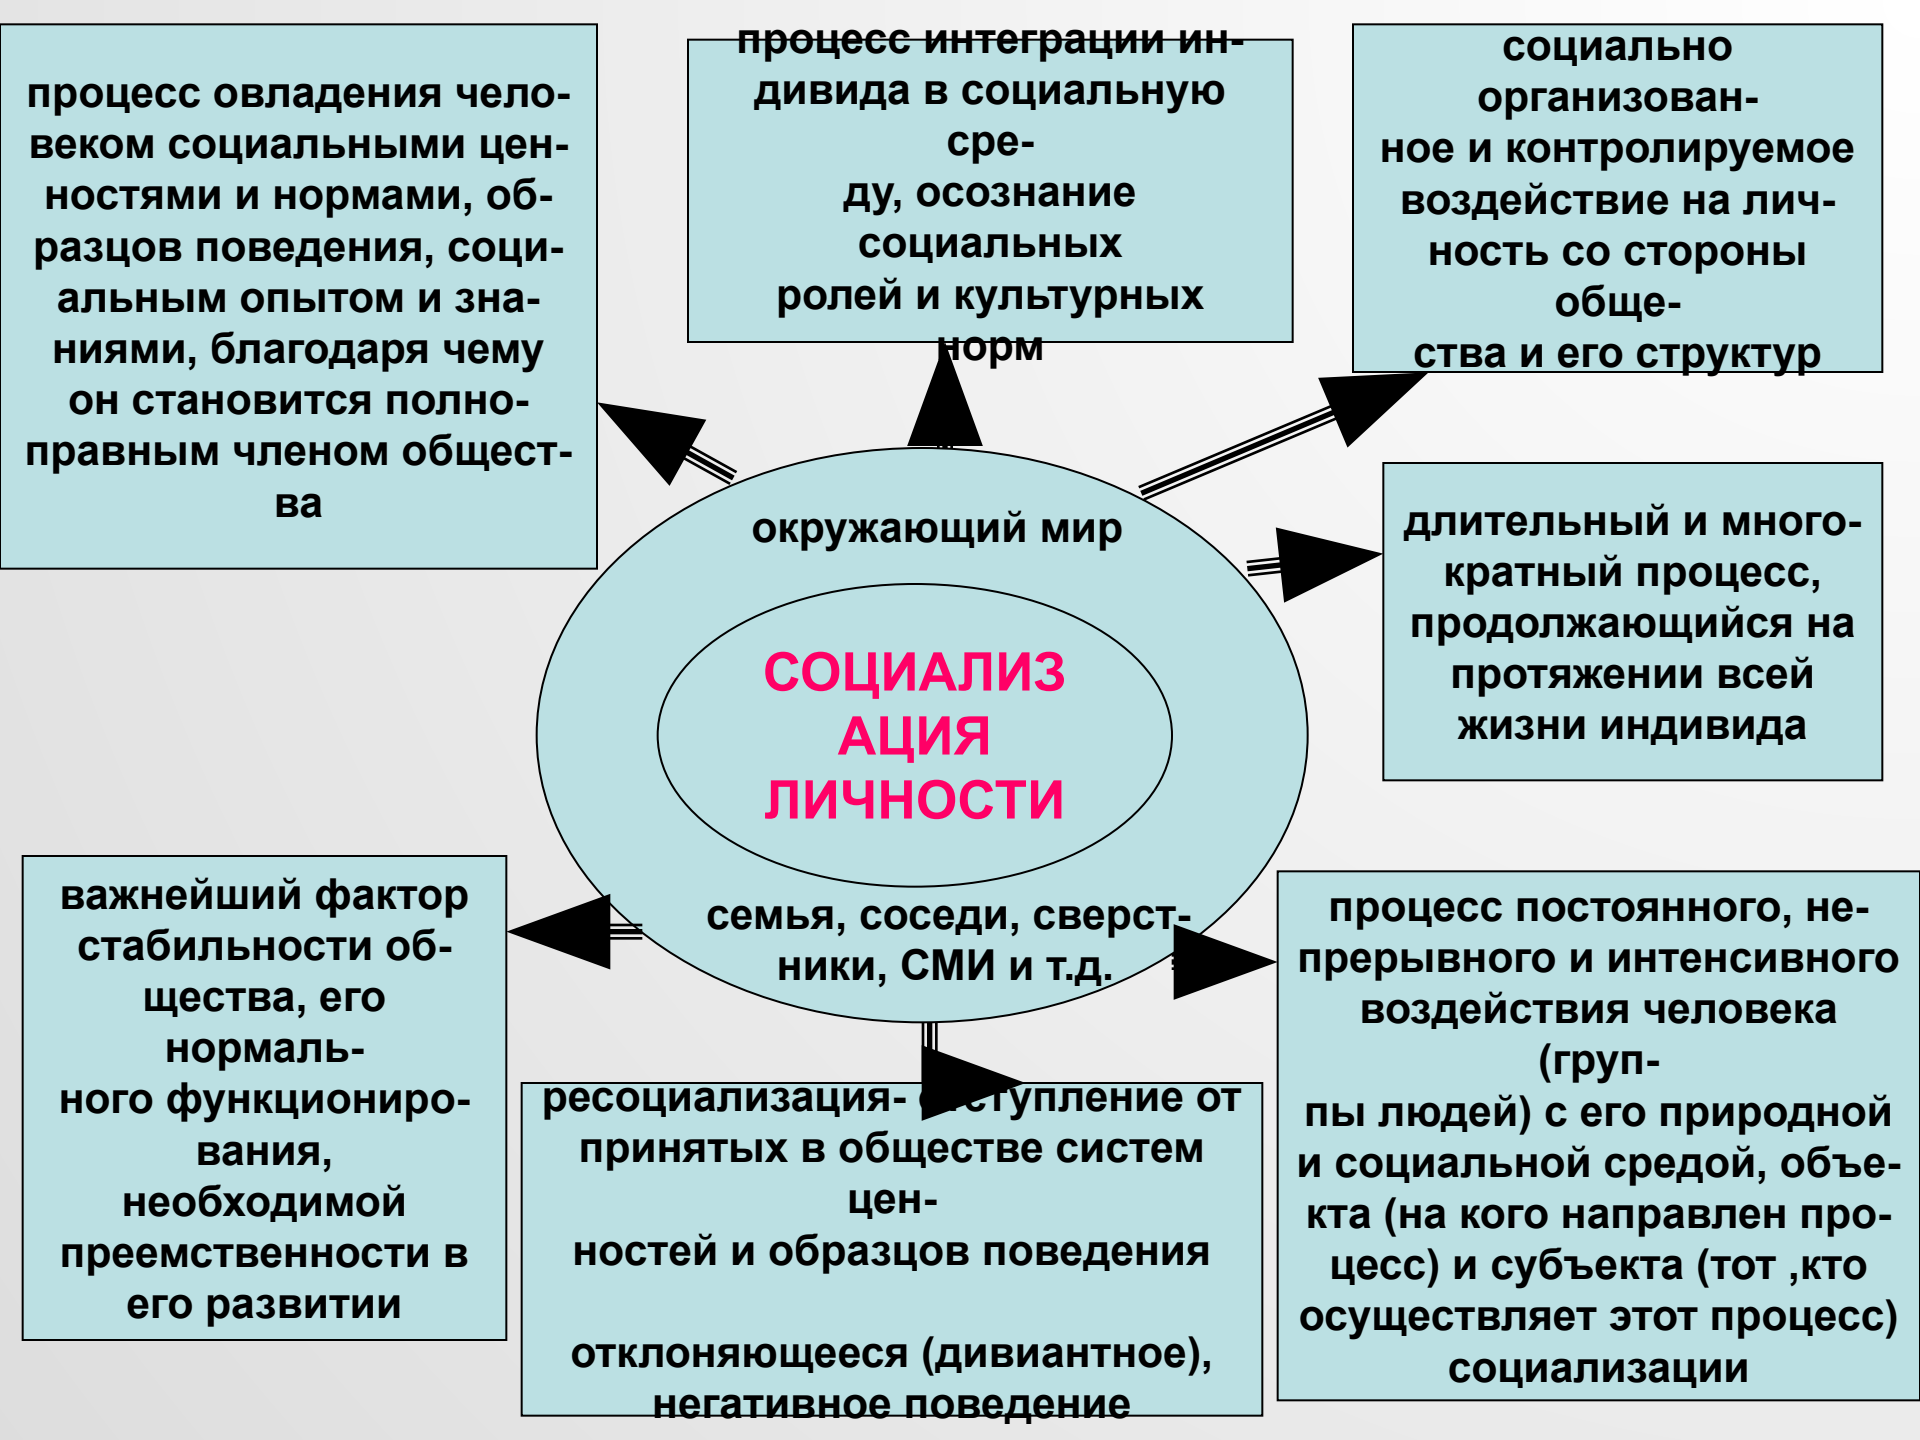 процесс овладения чело-
веком социальными цен-
ностями и нормами, об-
разцов поведения, соци-
альным опытом и зна-
ниями, благодаря чему
он становится полно-
правным членом общест-
ва
процесс интеграции ин-
дивида в социальную
сре-
ду, осознание
социальных
ролей и культурных
норм
социально
организован-
ное и контролируемое
воздействие на лич-
ность со стороны
обще-
ства и его структур
длительный и много-
кратный процесс,
продолжающийся на
протяжении всей
жизни индивида
окружающий мир
СОЦИАЛИЗ
АЦИЯ
ЛИЧНОСТИ
семья, соседи, сверст-
ники, СМИ и т.д.
важнейший фактор
стабильности об-
щества, его
нормаль-
ного функциониро-
вания,
необходимой
преемственности в
его развитии
ресоциализация- отступление от
принятых в обществе систем
цен-
ностей и образцов поведения
отклоняющееся (дивиантное),
негативное поведение
процесс постоянного, не-
прерывного и интенсивного
воздействия человека
(груп-
пы людей) с его природной
и социальной средой, объе-
кта (на кого направлен про-
цесс) и субъекта (тот ,кто
осуществляет этот процесс)
социализации